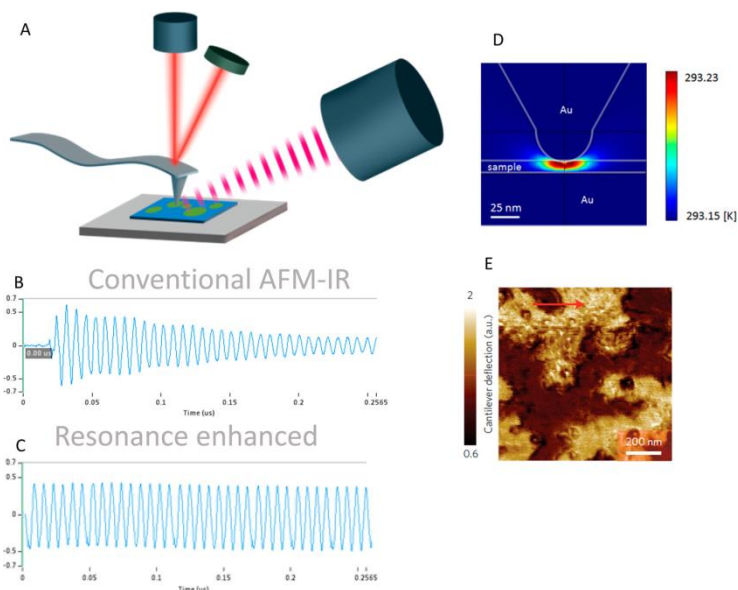 A
B
Conventional AFM-IR
0.7
0.5
0.00 us
-0.5
-0.7
0
0.05
0.1
0.15
0.2
0.2565
Time (us)
C
Resonance enhanced
0.7
0.5
0
-0.5
-0.7
0
0.05
0.1
0.15
0.2
0.2565
Time (us)
D
Au
sample
Au
25 nm
293.23
293.15 [K]
E
2
Cantilever deflection (a.u.)
0.6
200 nm